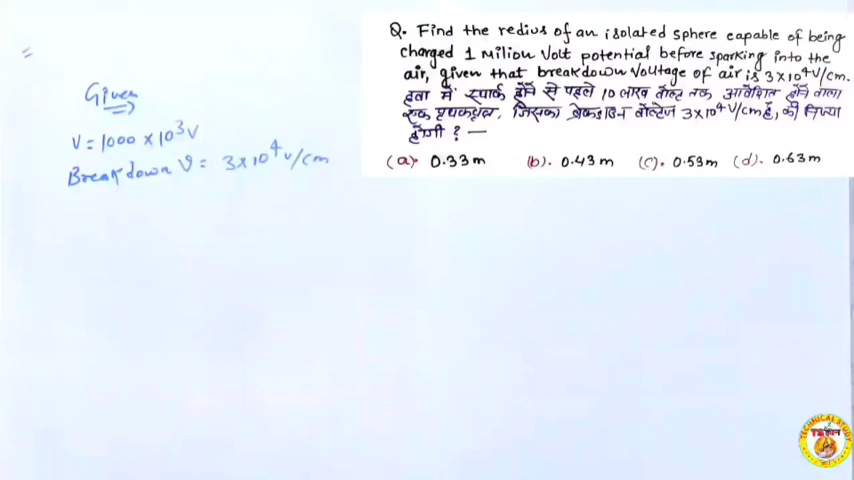 Q. Find the redius of an isolated sphere capable of being
charged 1 Milion Volt potential before sparking into the
air, given that breakdown Voltage of air is 3×10⁴V/cm.
हवा में स्पार्क होने से पहले 10 लाख वोल्ट तक आवेशित होने वाला
एक पृथक वृत्त, जिसका ब्रेकडाउन वोल्टेज 3×10⁴V/cm है, की त्रिज्या
होगी ? —
(a). 0.33m (b). 0.43m (c). 0.53m (d). 0.63m
=
Given
V = 1000 × 10³V
Breakdown V = 3×10⁴ v/cm
TECHNICAL STUDY